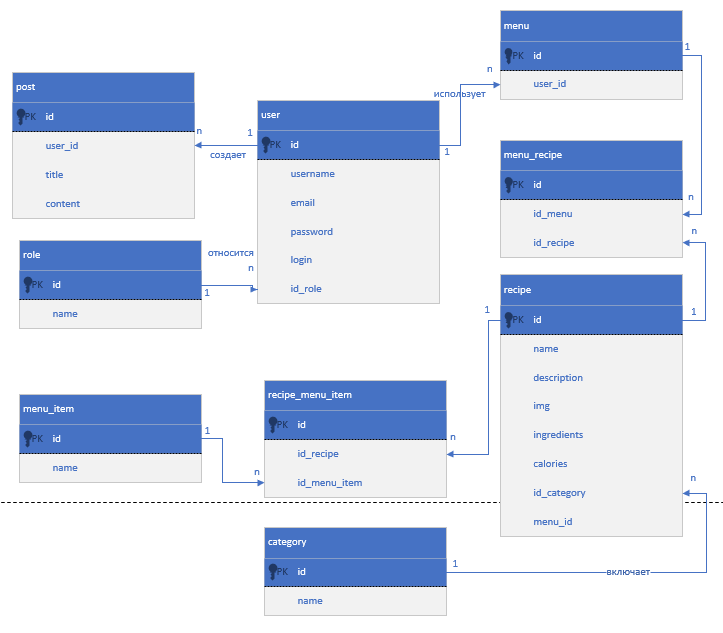 menu
PK id
user_id
1
n
использует
post
PK id
user_id
title
content
n
создает
1
user
PK id
username
email
password
login
id_role
1
menu_recipe
PK id
id_menu
id_recipe
n
n
role
PK id
name
относится
n
1
recipe
PK id
name
description
img
ingredients
calories
id_category
menu_id
1
1
n
menu_item
PK id
name
1
recipe_menu_item
PK id
id_recipe
id_menu_item
n
n
category
PK id
name
1
включает